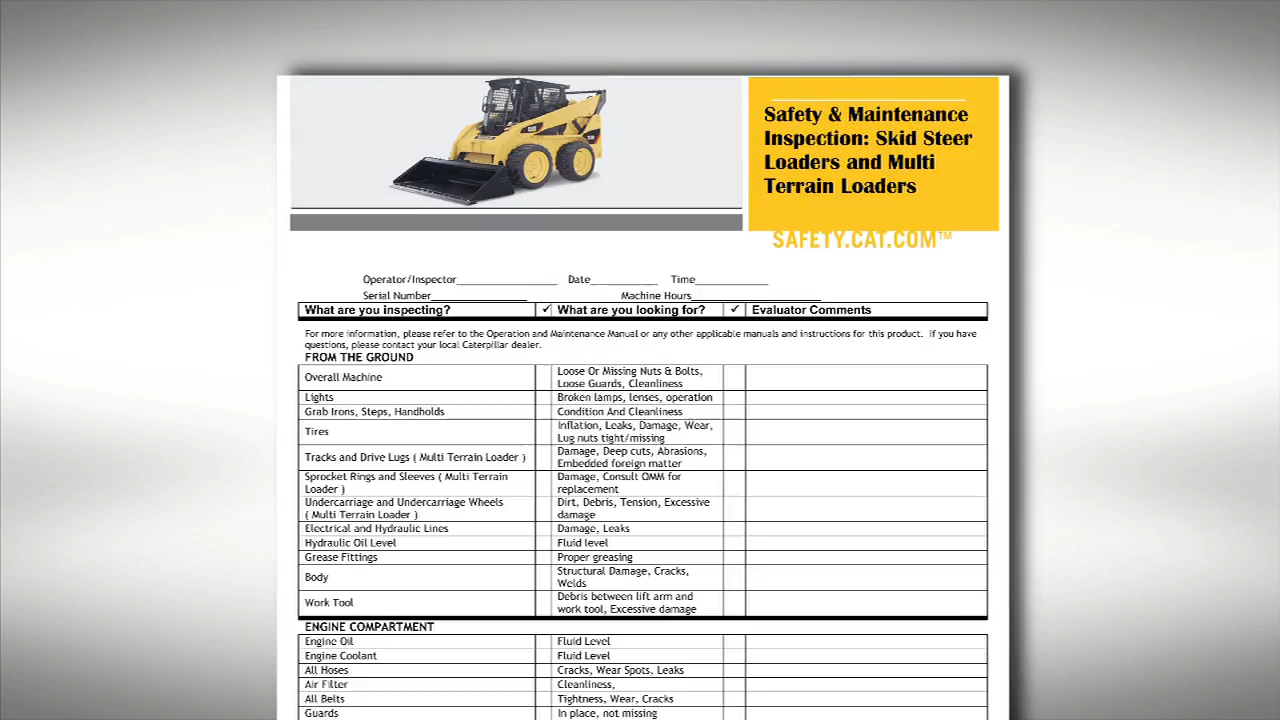 Safety & Maintenance
Inspection: Skid Steer
Loaders and Multi
Terrain Loaders
SAFETY.CAT.COM™
Operator/Inspector__________________ Date____________ Time_____________
Serial Number_________________ Machine Hours_______________________
What are you inspecting? ✓ What are you looking for? ✓ Evaluator Comments
For more information, please refer to the Operation and Maintenance Manual or any other applicable manuals and instructions for this product. If you have
questions, please contact your local Caterpillar dealer.
FROM THE GROUND
Overall Machine
Loose Or Missing Nuts & Bolts,
Loose Guards, Cleanliness
Lights
Broken lamps, lenses, operation
Grab Irons, Steps, Handholds
Condition And Cleanliness
Tires
Inflation, Leaks, Damage, Wear,
Lug nuts tight/missing
Tracks and Drive Lugs ( Multi Terrain Loader )
Damage, Deep cuts, Abrasions,
Embedded foreign matter
Sprocket Rings and Sleeves ( Multi Terrain
Loader )
Damage, Consult OMM for
replacement
Undercarriage and Undercarriage Wheels
( Multi Terrain Loader )
Dirt, Debris, Tension, Excessive
damage
Electrical and Hydraulic Lines
Damage, Leaks
Hydraulic Oil Level
Fluid level
Grease Fittings
Proper greasing
Body
Structural Damage, Cracks,
Welds
Work Tool
Debris between lift arm and
work tool, Excessive damage
ENGINE COMPARTMENT
Engine Oil
Fluid Level
Engine Coolant
Fluid Level
All Hoses
Cracks, Wear Spots, Leaks
Air Filter
Cleanliness,
All Belts
Tightness, Wear, Cracks
Guards
In place, not missing